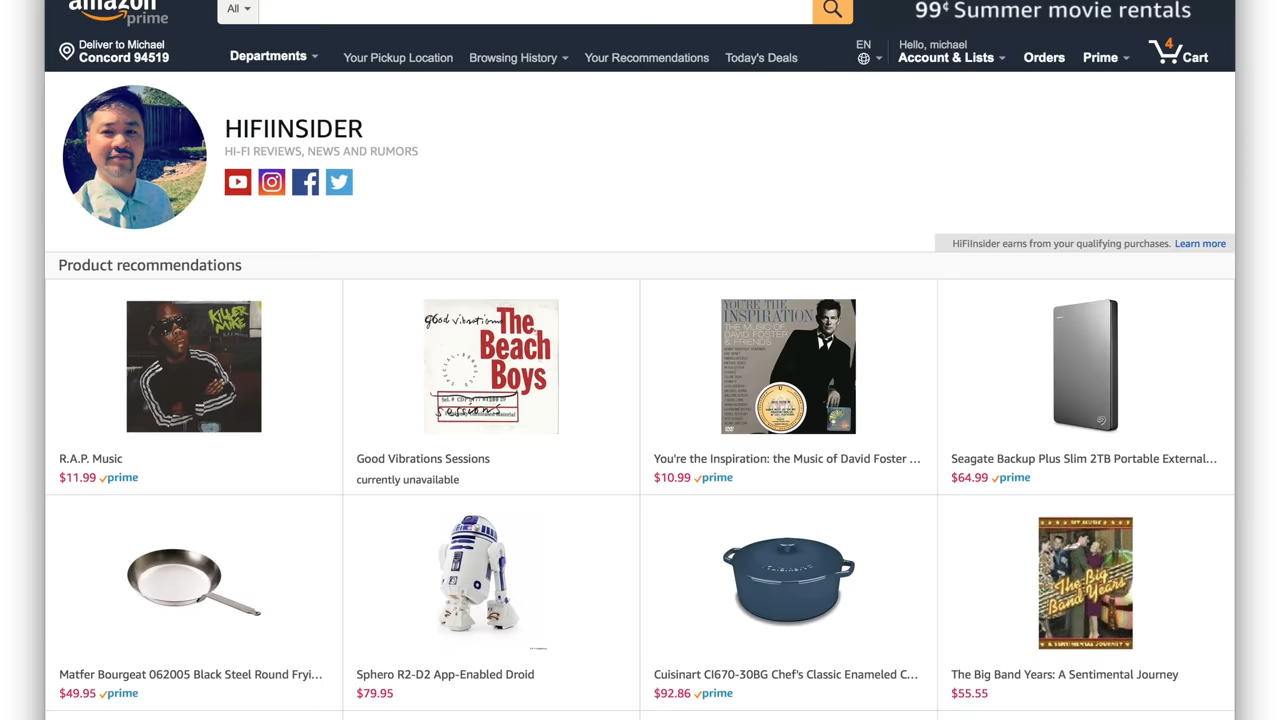 amazon
prime
All
99¢ Summer movie rentals
Deliver to Michael
Concord 94519
Departments
Your Pickup Location
Browsing History
Your Recommendations
Today's Deals
EN
Hello, michael
Account & Lists
Orders
Prime
4
Cart
HIFIINSIDER
HI-FI REVIEWS, NEWS AND RUMORS
HiFiInsider earns from your qualifying purchases. Learn more
Product recommendations
KILLER
MIKE
good vibrations
The
Beach
Boys
sessions
YOU'RE THE
INSPIRATION
THE MUSIC OF
DAVID FOSTER
& FRIENDS
R.A.P. Music
$11.99 prime
Good Vibrations Sessions
currently unavailable
You're the Inspiration: the Music of David Foster ...
$10.99 prime
Seagate Backup Plus Slim 2TB Portable External...
$64.99 prime
MY MUSIC
The Big
Band Years
A SENTIMENTAL JOURNEY
Matfer Bourgeat 062005 Black Steel Round Fryi...
$49.95 prime
Sphero R2-D2 App-Enabled Droid
$79.95
Cuisinart CI670-30BG Chef's Classic Enameled C...
$92.86 prime
The Big Band Years: A Sentimental Journey
$55.55